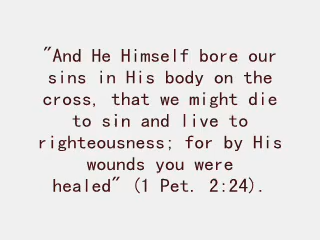 "And He Himself bore our
sins in His body on the
cross, that we might die
to sin and live to
righteousness; for by His
wounds you were
healed" (1 Pet. 2:24).